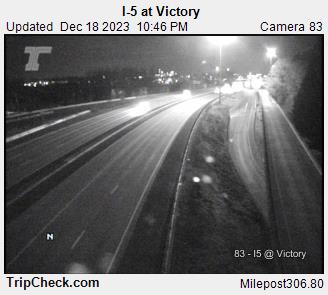 I-5 at Victory
Updated Dec 18 2023 10:46 PM Camera 83
N
83 - I5 @ Victory
TripCheck.com Milepost306.80